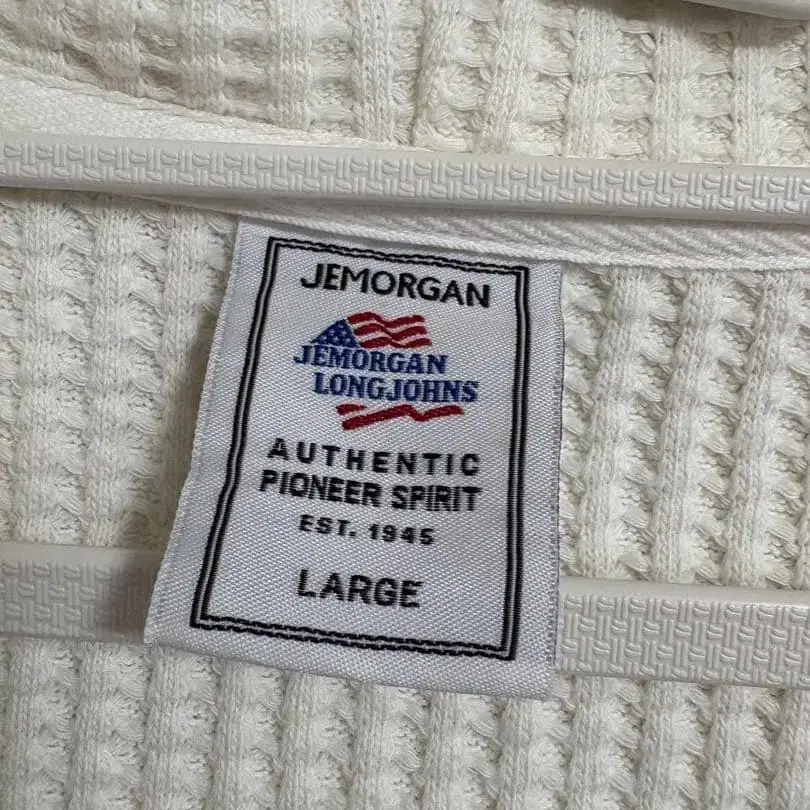 JEMORGAN
JEMORGAN
LONGJOHNS
AUTHENTIC
PIONEER SPIRIT
EST. 1945
LARGE